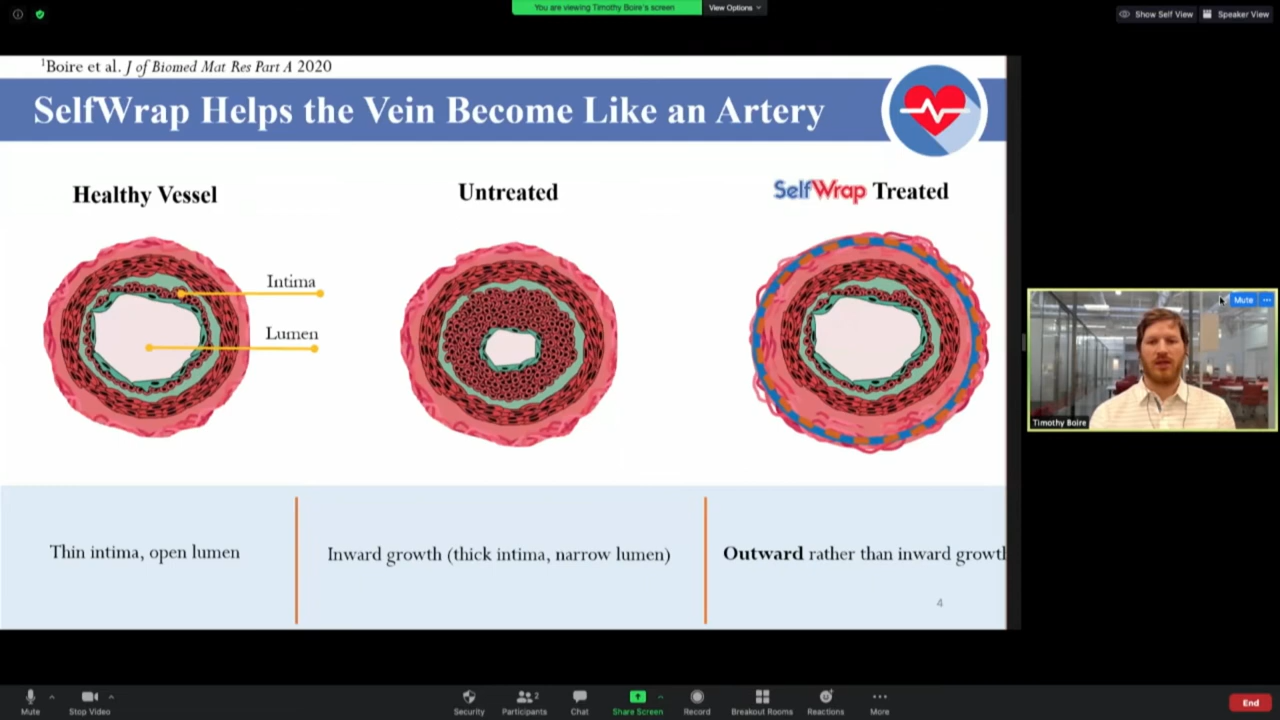 You are viewing Timothy Boire's screen
View Options
Show Self View
Speaker View
¹Boire et al. J of Biomed Mat Res Part A 2020
SelfWrap Helps the Vein Become Like an Artery
Healthy Vessel
Untreated
SelfWrap Treated
Intima
Lumen
Mute
Timothy Boire
Thin intima, open lumen
Inward growth (thick intima, narrow lumen)
Outward rather than inward growth
4
Mute
Stop Video
Security
Participants
2
Chat
Share Screen
Record
Breakout Rooms
Reactions
More
End